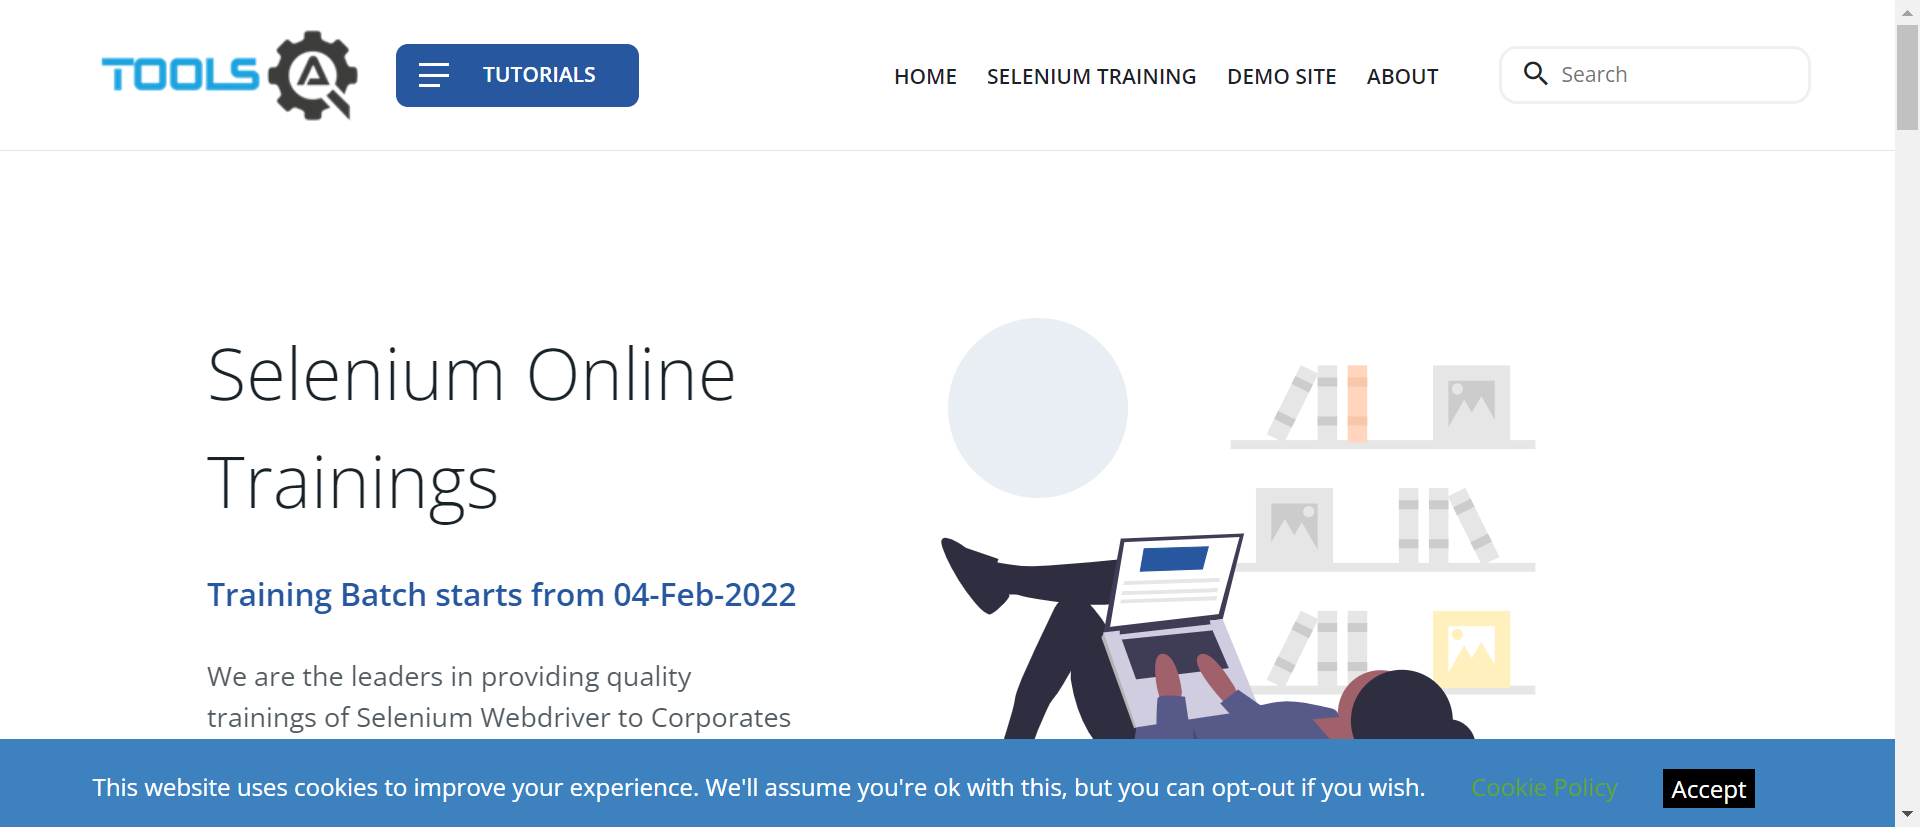 TOOLS
TUTORIALS
HOME
SELENIUM TRAINING
DEMO SITE
ABOUT
Search
Selenium Online
Trainings
Training Batch starts from 04-Feb-2022
We are the leaders in providing quality
trainings of Selenium Webdriver to Corporates
This website uses cookies to improve your experience. We'll assume you're ok with this, but you can opt-out if you wish.
Cookie Policy
Accept